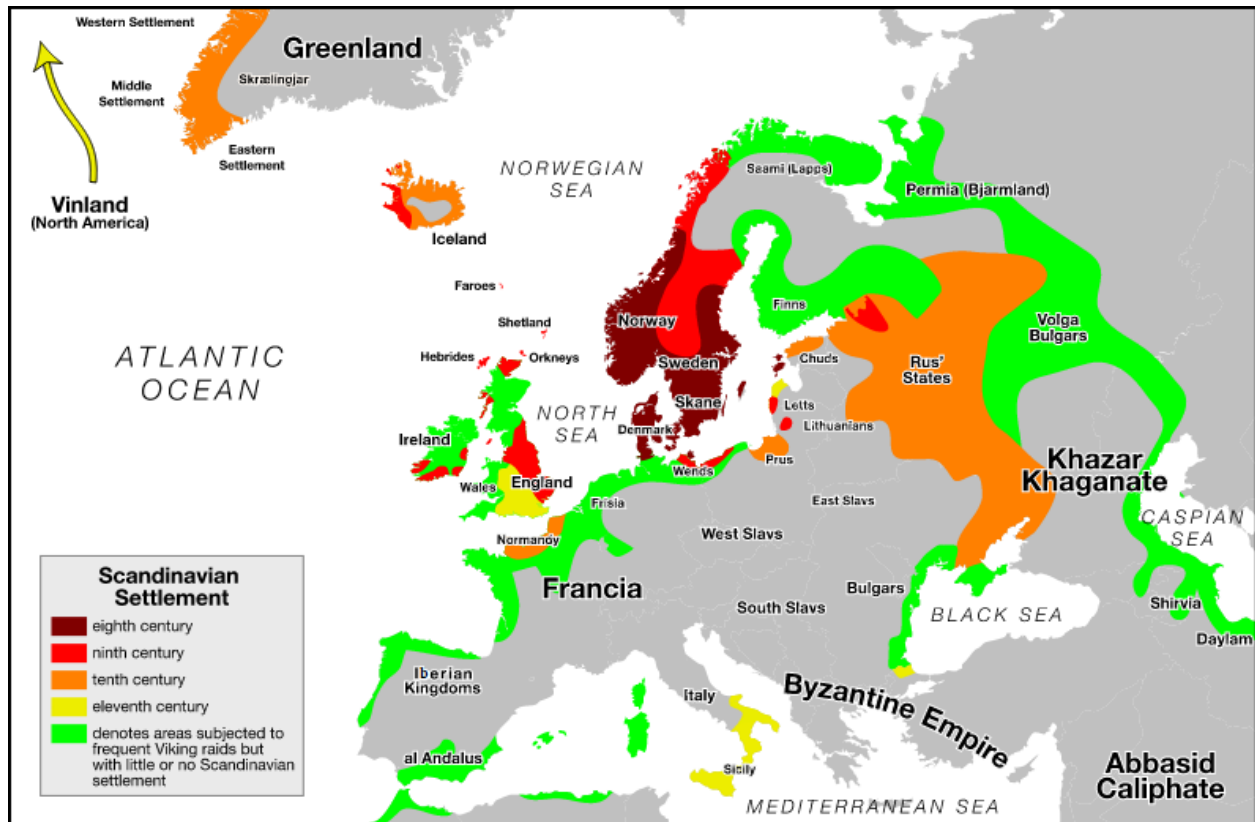 Western Settlement
Greenland
Skrælingjar
Middle
Settlement
Eastern
Settlement
Vinland
(North America)
NORWEGIAN
SEA
Iceland
Saami (Lapps)
Permia (Bjarmland)
Faroes
Shetland
Hebrides
Orkneys
Norway
Finns
Volga
Bulgars
ATLANTIC
OCEAN
Sweden
Chuds
Rus'
States
NORTH
SEA
Skane
Letts
Denmark
Lithuanians
Ireland
Prus
Wends
Khazar
Khaganate
Wales
England
Frisia
East Slavs
CASPIAN
SEA
Normandy
West Slavs
Francia
Bulgars
South Slavs
BLACK SEA
Shirvia
Daylam
Iberian
Kingdoms
Italy
Byzantine Empire
al Andalus
Sicily
Abbasid
Caliphate
MEDITERRANEAN SEA
Scandinavian
Settlement
eighth century
ninth century
tenth century
eleventh century
denotes areas subjected to
frequent Viking raids but
with little or no Scandinavian
settlement